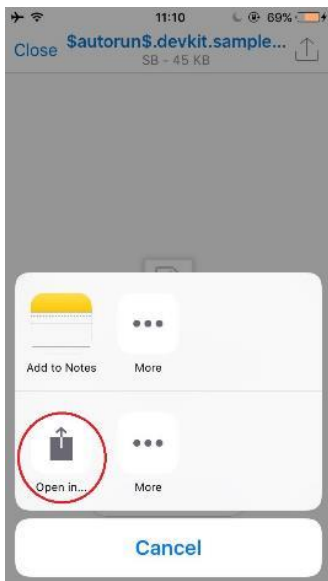 11:10
69%
Close
$autorun$.devkit.sample...
SB - 45 KB
Add to Notes
More
Open in...
More
Cancel